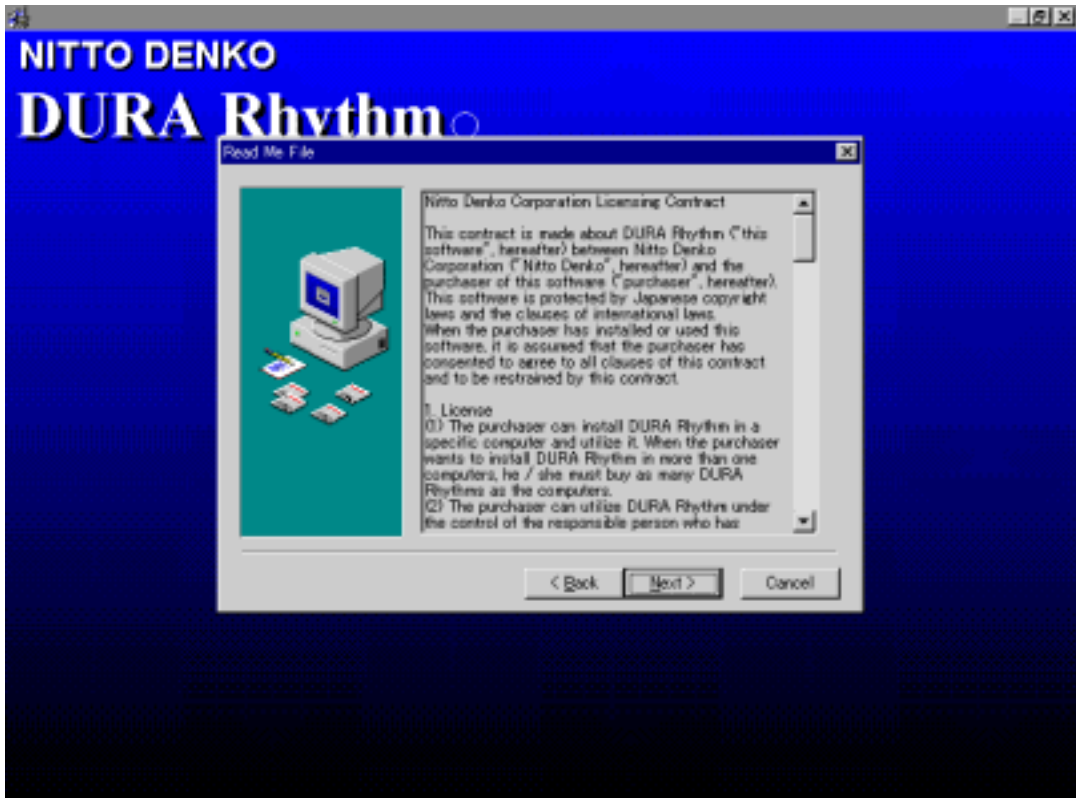 NITTO DENKO
DURA Rhythm
Read Me File
Nitto Denko Corporation Licensing Contract
This contract is made about DURA Rhythm ("this
software", hereafter) between Nitto Denko
Corporation ("Nitto Denko", hereafter) and the
purchaser of this software ("purchaser", hereafter).
This software is protected by Japanese copyright
laws and the clauses of international laws.
When the purchaser has installed or used this
software, it is assumed that the purchaser has
consented to agree to all clauses of this contract
and to be restrained by this contract.
1. License
(1) The purchaser can install DURA Rhythm in a
specific computer and utilize it. When the purchaser
wants to install DURA Rhythm in more than one
computers, he / she must buy as many DURA
Rhythms as the computers.
(2) The purchaser can utilize DURA Rhythm under
the control of the responsible person who has
< Back
Next >
Cancel